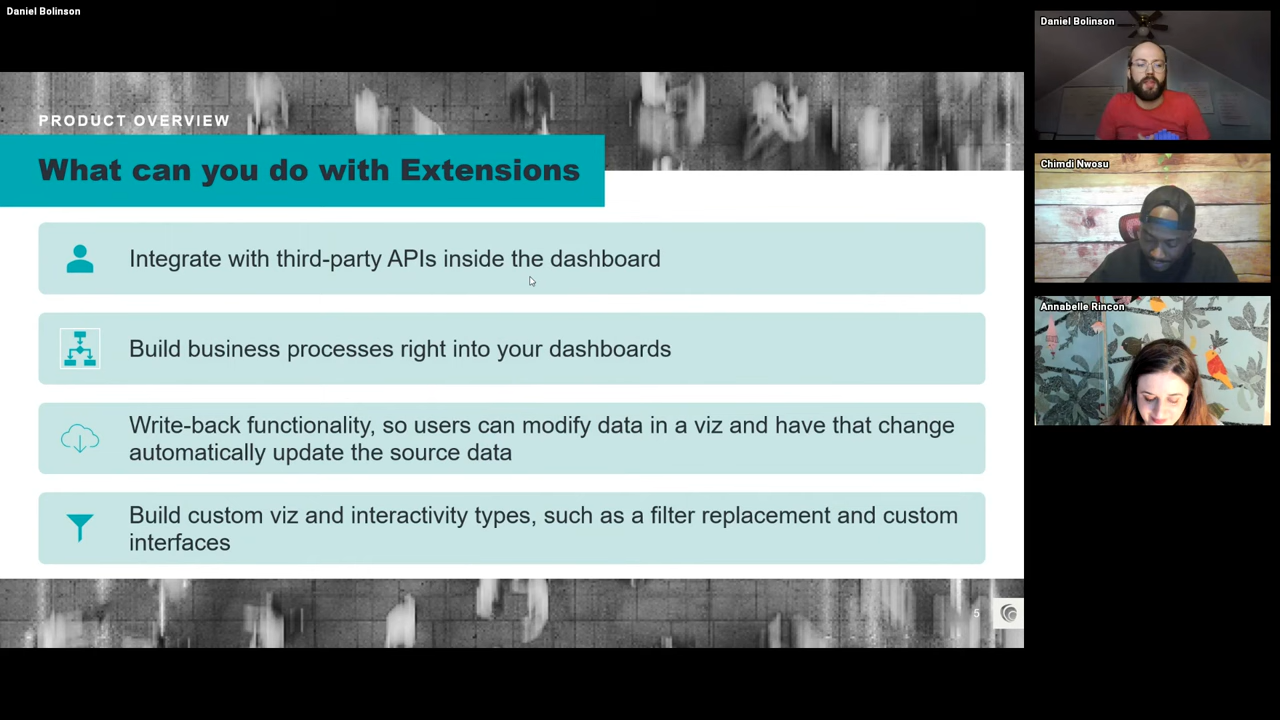 Daniel Bolinson
PRODUCT OVERVIEW
What can you do with Extensions
Integrate with third-party APIs inside the dashboard
Build business processes right into your dashboards
Write-back functionality, so users can modify data in a viz and have that change
automatically update the source data
Build custom viz and interactivity types, such as a filter replacement and custom
interfaces
5
Daniel Bolinson
Chimdi Nwosu
Annabelle Rincon